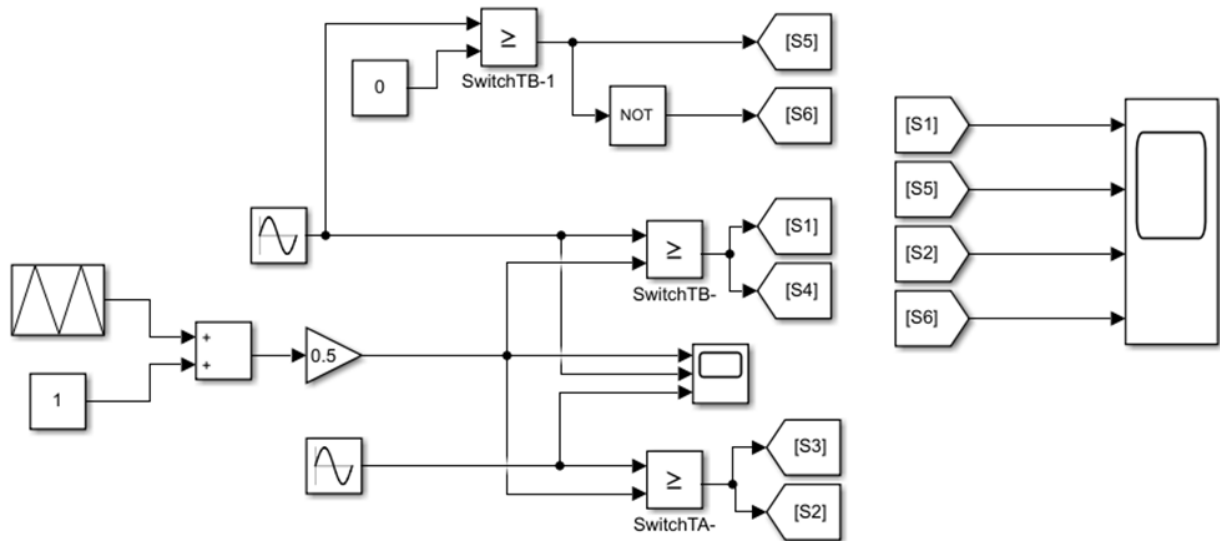 ≥
SwitchTB-1
0
[S5]
NOT
[S6]
≥
SwitchTB-
[S1]
[S4]
+
+
1
0.5
≥
SwitchTA-
[S3]
[S2]
[S1]
[S5]
[S2]
[S6]